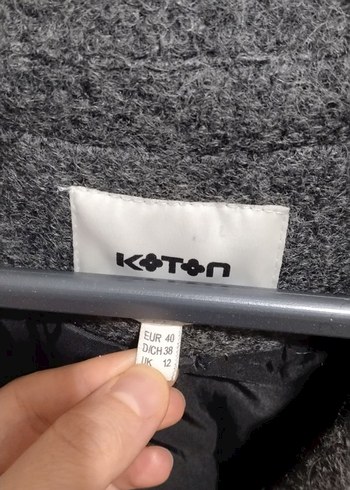 KOTON
EUR 40
D/CH 38
UK 12